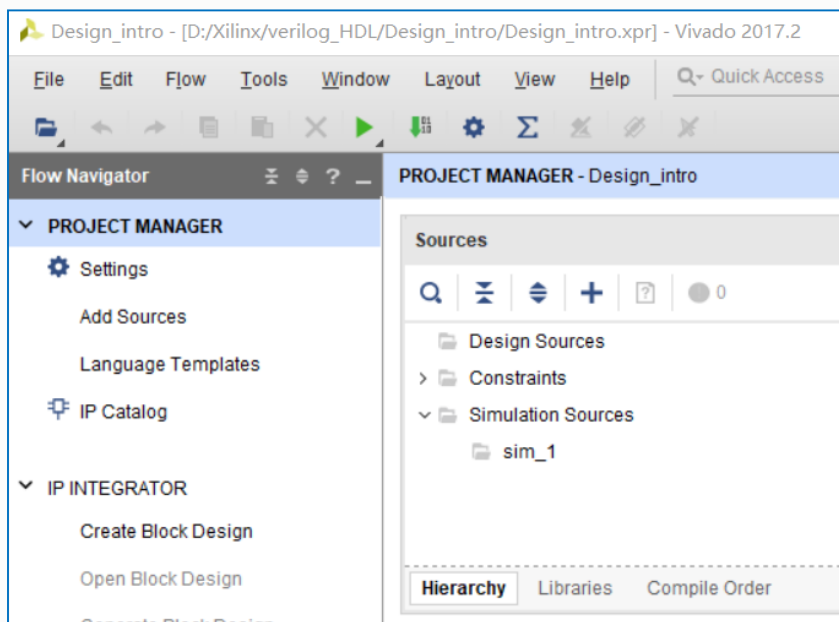 Design_intro - [D:/Xilinx/verilog_HDL/Design_intro/Design_intro.xpr] - Vivado 2017.2
File Edit Flow Tools Window Layout View Help Quick Access
Flow Navigator ? PROJECT MANAGER - Design_intro
PROJECT MANAGER
Sources
Settings
? 0
Add Sources
Design Sources
Language Templates
Constraints
IP Catalog
Simulation Sources
sim_1
IP INTEGRATOR
Create Block Design
Open Block Design
Hierarchy Libraries Compile Order